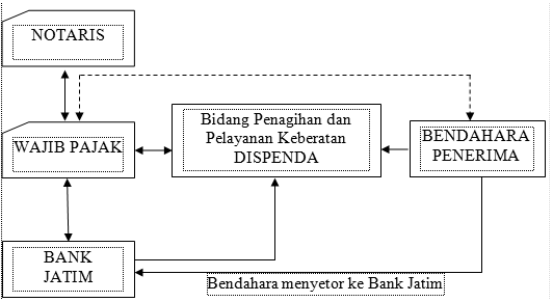 NOTARIS
WAJIB PAJAK
Bidang Penagihan dan
Pelayanan Keberatan
DISPENDA
BENDAHARA
PENERIMA
BANK
JATIM
Bendahara menyetor ke Bank Jatim